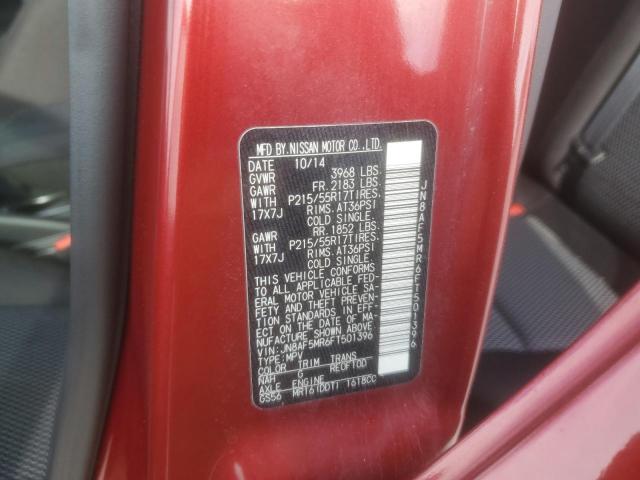 MFD BY.NISSAN MOTOR CO.,LTD.
DATE 10/14
GVWR 3968 LBS.
GAWR FR. 2183 LBS.
WITH P215/55R17TIRES,
17X7J RIMS.AT36PSI
COLD SINGLE.
GAWR RR. 1852 LBS.
WITH P215/55R17TIRES,
17X7J RIMS.AT36PSI
COLD SINGLE.
THIS VEHICLE CONFORMS
TO ALL APPLICABLE FED-
ERAL MOTOR VEHICLE SA-
FETY AND THEFT PREVEN-
TION STANDARDS IN EFF-
ECT ON THE DATE OF MA-
NUFACTURE SHOWN ABOVE.
VIN:JN8AF5MR6FT501396
TYPE:MPV
COLOR TRIM TRANS
NAH G RE0F10D
AXLE ENGINE
GS56 MR16(DDT) 1618CC
JN8AF5MR6FT501396